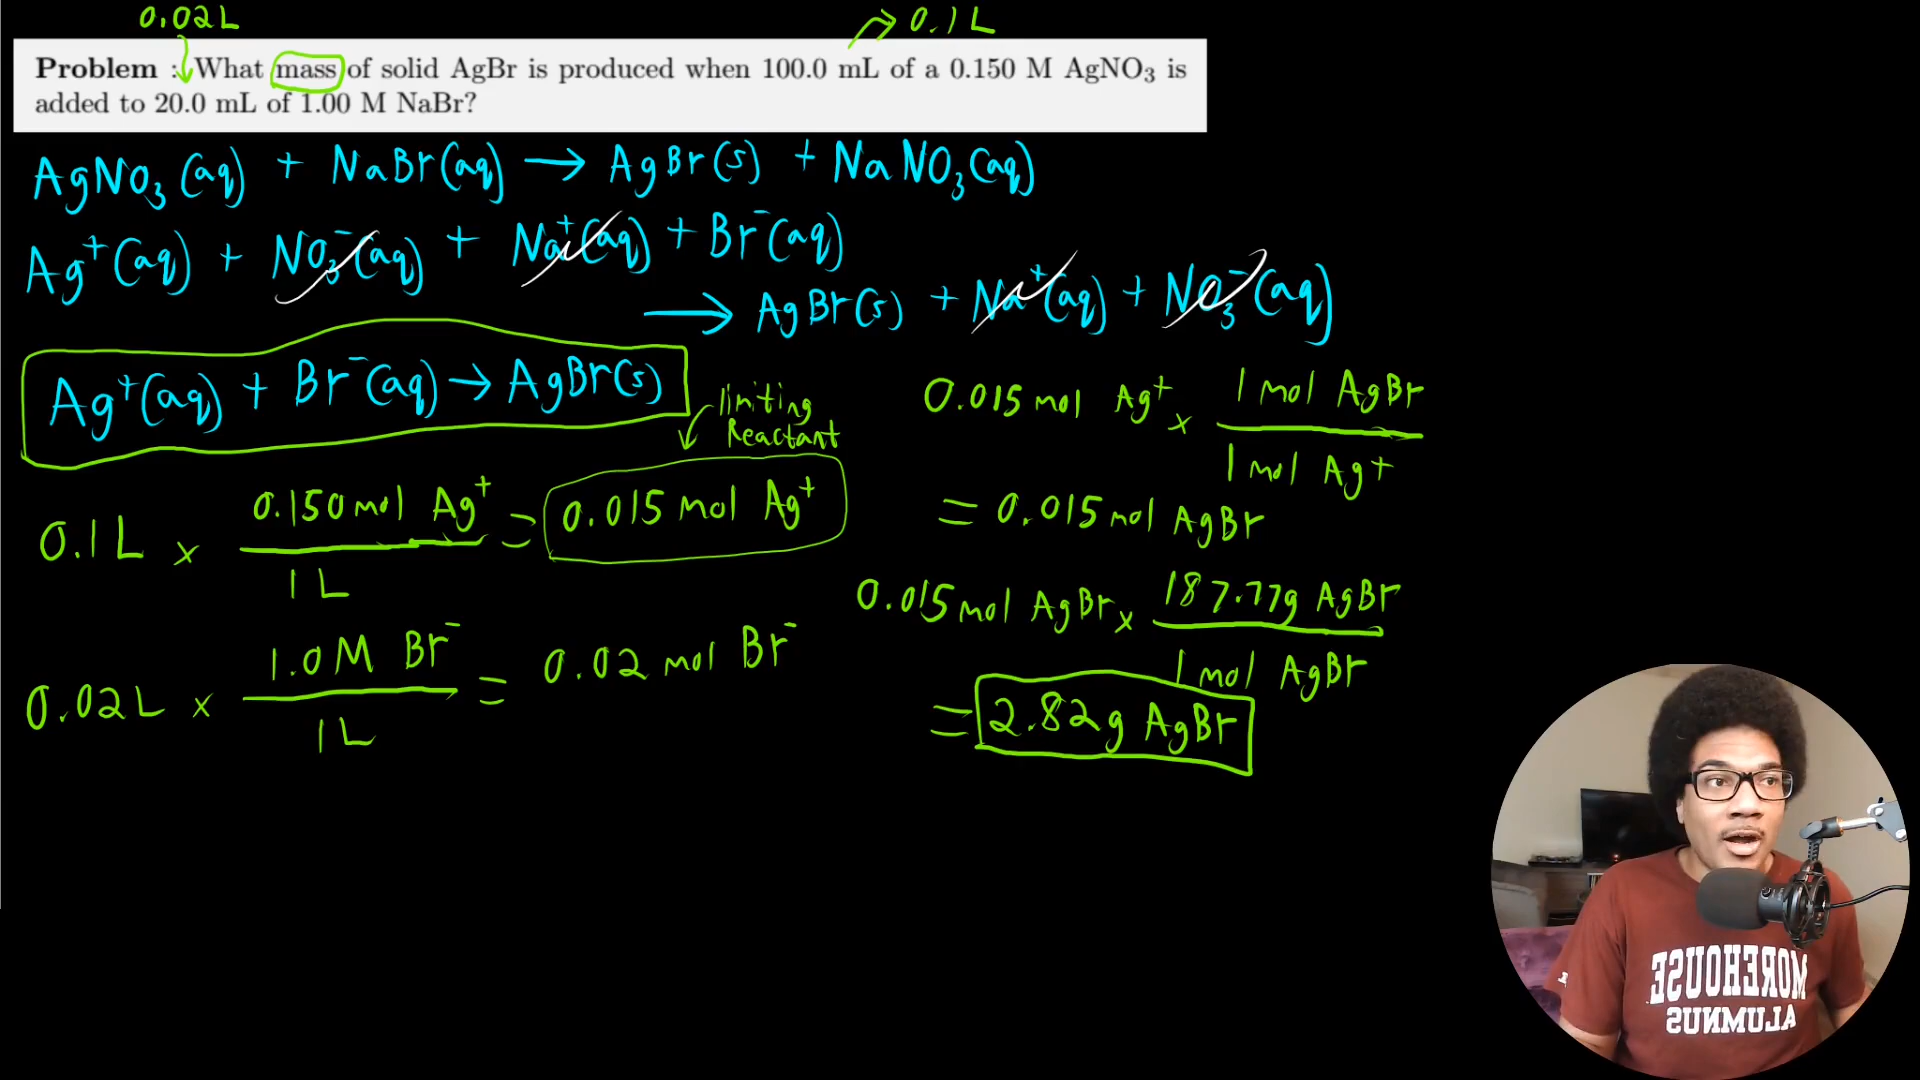 0.02L
0.1L
Problem : What mass of solid AgBr is produced when 100.0 mL of a 0.150 M AgNO₃ is
added to 20.0 mL of 1.00 M NaBr?
AgNO₃(aq) + NaBr(aq) → AgBr(s) + NaNO₃(aq)
Ag⁺(aq) + NO₃⁻(aq) + Na⁺(aq) + Br⁻(aq)
→ AgBr(s) + Na⁺(aq) + NO₃⁻(aq)
Ag⁺(aq) + Br⁻(aq) → AgBr(s)
limiting
Reactant
0.1L x 0.150 mol Ag⁺ / 1L = 0.015 mol Ag⁺
0.02L x 1.0M Br⁻ / 1L = 0.02 mol Br⁻
0.015 mol Ag⁺ x 1 mol AgBr / 1 mol Ag+
= 0.015 mol AgBr
0.015 mol AgBr x 187.77g AgBr / 1 mol AgBr
= 2.82g AgBr
MOREHOUSE
ALUMNUS